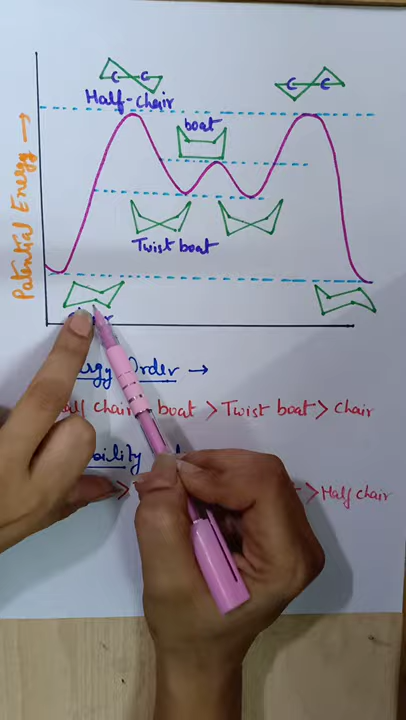 C C
C C
Half-chair
boat
Potential Energy →
Twist boat
Order →
chair boat > Twist boat > Chair
> > Half chair